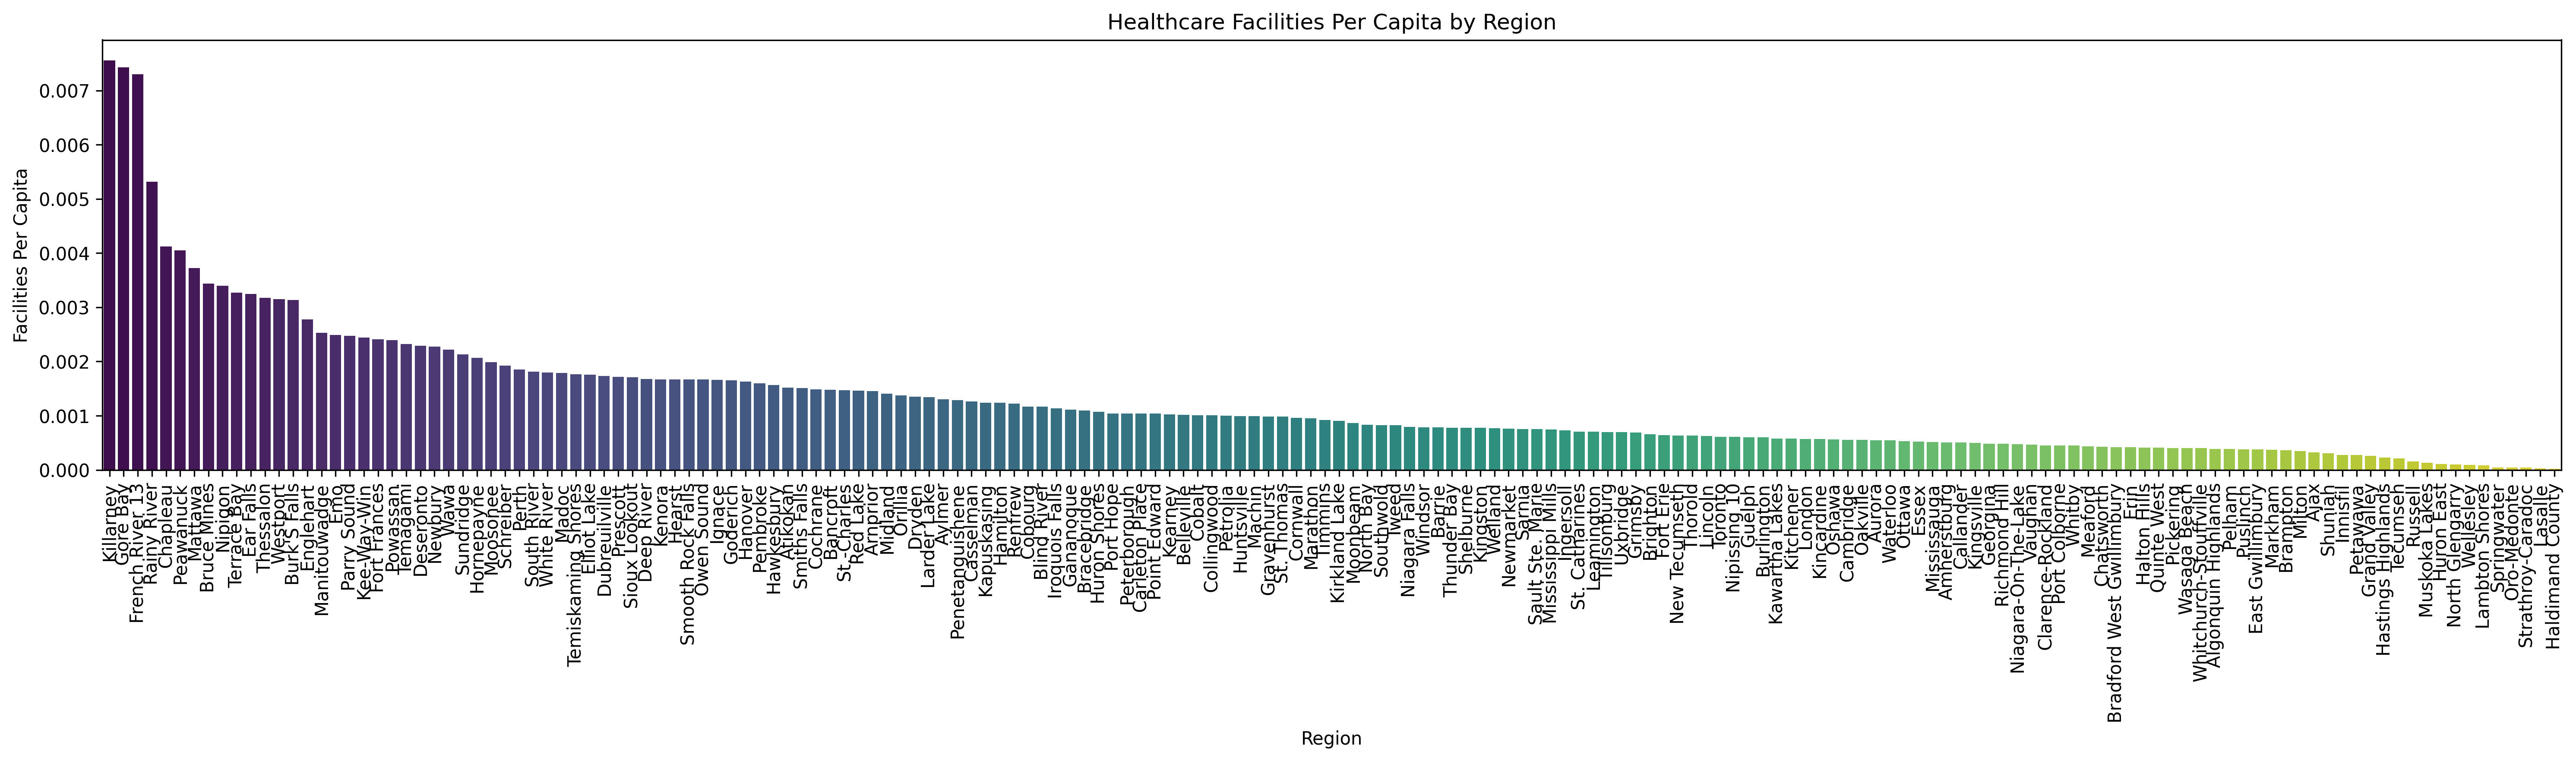 Healthcare Facilities Per Capita by Region
Facilities Per Capita
0.007
0.006
0.005
0.004
0.003
0.002
0.001
0.000
Killarney
Gore Bay
French River 13
Rainy River
Chapleau
Peawanuck
Mattawa
Bruce Mines
Nipigon
Terrace Bay
Ear Falls
Thessalon
Westport
Burk'S Falls
Englehart
Manitouwadge
Emo
Parry Sound
Kee-Way-Win
Fort Frances
Powassan
Temagami
Deseronto
Newbury
Wawa
Sundridge
Hornepayne
Moosonee
Schreiber
Perth
South River
White River
Madoc
Temiskaming Shores
Elliot Lake
Dubreuilville
Prescott
Sioux Lookout
Deep River
Kenora
Hearst
Smooth Rock Falls
Owen Sound
Ignace
Goderich
Hanover
Pembroke
Hawkesbury
Atikokan
Smiths Falls
Cochrane
Bancroft
St.-Charles
Red Lake
Arnprior
Midland
Orillia
Dryden
Larder Lake
Aylmer
Penetanguishene
Casselman
Kapuskasing
Hamilton
Renfrew
Cobourg
Blind River
Iroquois Falls
Gananoque
Bracebridge
Huron Shores
Port Hope
Peterborough
Carleton Place
Point Edward
Kearney
Belleville
Cobalt
Collingwood
Petrolia
Huntsville
Machin
Gravenhurst
St. Thomas
Cornwall
Marathon
Timmins
Kirkland Lake
Moonbeam
North Bay
Southwold
Tweed
Niagara Falls
Windsor
Barrie
Thunder Bay
Shelburne
Kingston
Welland
Newmarket
Sarnia
Sault Ste. Marie
Mississippi Mills
Ingersoll
St. Catharines
Leamington
Tillsonburg
Uxbridge
Grimsby
Brighton
Fort Erie
New Tecumseth
Thorold
Lincoln
Toronto
Nipissing 10
Guelph
Burlington
Kawartha Lakes
Kitchener
London
Kincardine
Oshawa
Cambridge
Oakville
Aurora
Waterloo
Ottawa
Essex
Mississauga
Amherstburg
Callander
Kingsville
Georgina
Richmond Hill
Niagara-On-The-Lake
Vaughan
Clarence-Rockland
Port Colborne
Whitby
Meaford
Chatsworth
Bradford West Gwillimbury
Erin
Halton Hills
Quinte West
Pickering
Wasaga Beach
Whitchurch-Stouffville
Algonquin Highlands
Pelham
Puslinch
East Gwillimbury
Markham
Brampton
Milton
Ajax
Shuniah
Innisfil
Petawawa
Grand Valley
Hastings Highlands
Tecumseh
Russell
Muskoka Lakes
Huron East
North Glengarry
Wellesley
Lambton Shores
Springwater
Oro-Medonte
Strathroy-Caradoc
Lasalle
Haldimand County
Region